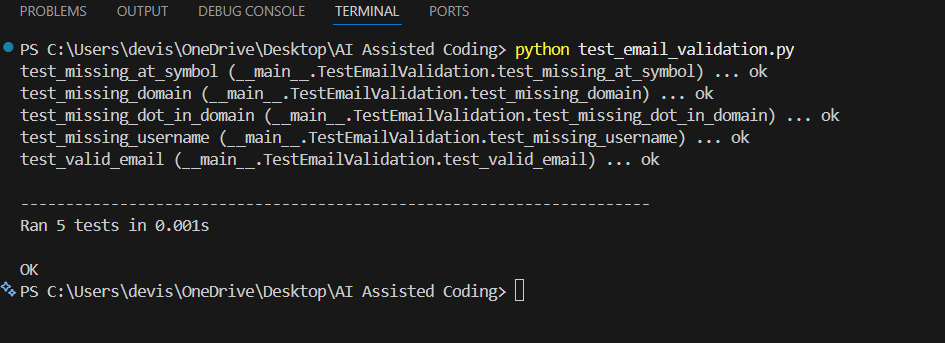 PROBLEMS OUTPUT DEBUG CONSOLE TERMINAL PORTS
PS C:\Users\devis\OneDrive\Desktop\AI Assisted Coding> python test_email_validation.py
test_missing_at_symbol (__main__.TestEmailValidation.test_missing_at_symbol) ... ok
test_missing_domain (__main__.TestEmailValidation.test_missing_domain) ... ok
test_missing_dot_in_domain (__main__.TestEmailValidation.test_missing_dot_in_domain) ... ok
test_missing_username (__main__.TestEmailValidation.test_missing_username) ... ok
test_valid_email (__main__.TestEmailValidation.test_valid_email) ... ok
----------------------------------------------------------------------
Ran 5 tests in 0.001s
OK
PS C:\Users\devis\OneDrive\Desktop\AI Assisted Coding>